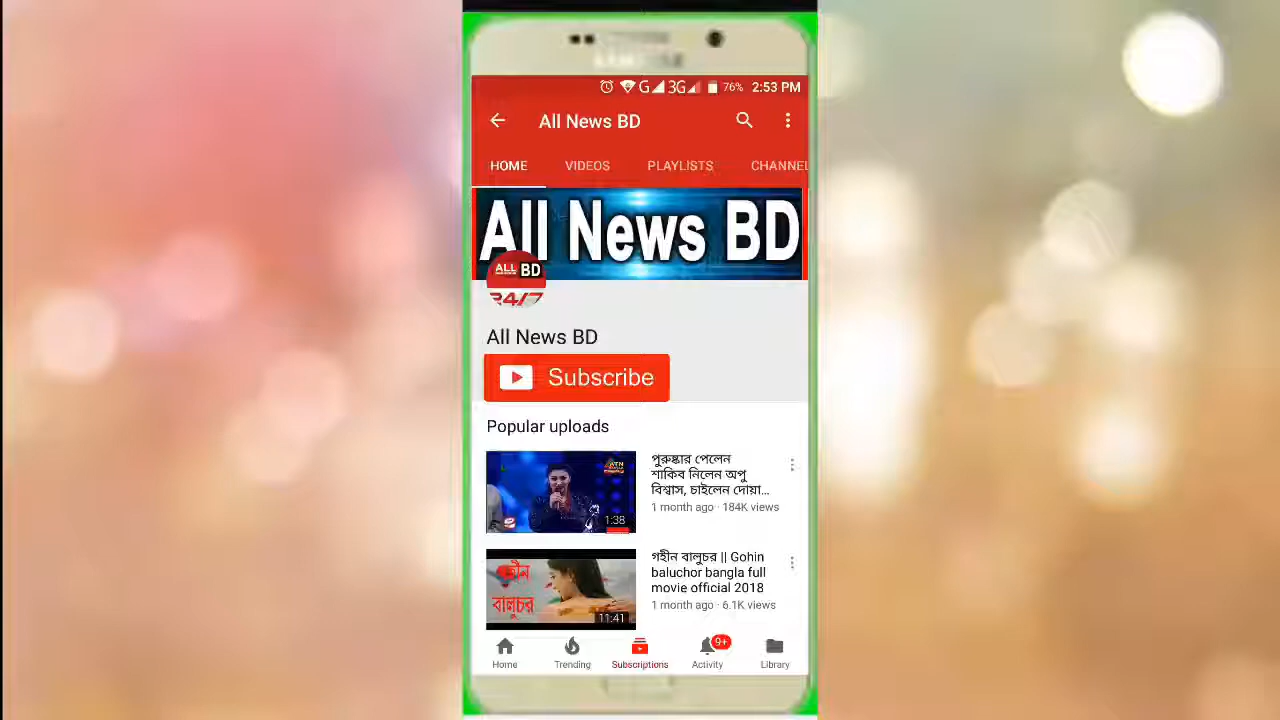 SAMSUNG
G 3G 76% 2:53 PM
All News BD
HOME VIDEOS PLAYLISTS CHANNEL
All News BD
ALL BD
24/7
All News BD
Subscribe
Popular uploads
পুরুষ্কার পেলেন
শাকিব নিলেন অপু
বিশ্বাস, চাইলেন দোয়া...
1 month ago · 184K views
ATN
1:38
গহীন বালুচর || Gohin
baluchor bangla full
movie official 2018
1 month ago · 6.1K views
গহীন
বালুচর
11:41
9+
Home Trending Subscriptions Activity Library